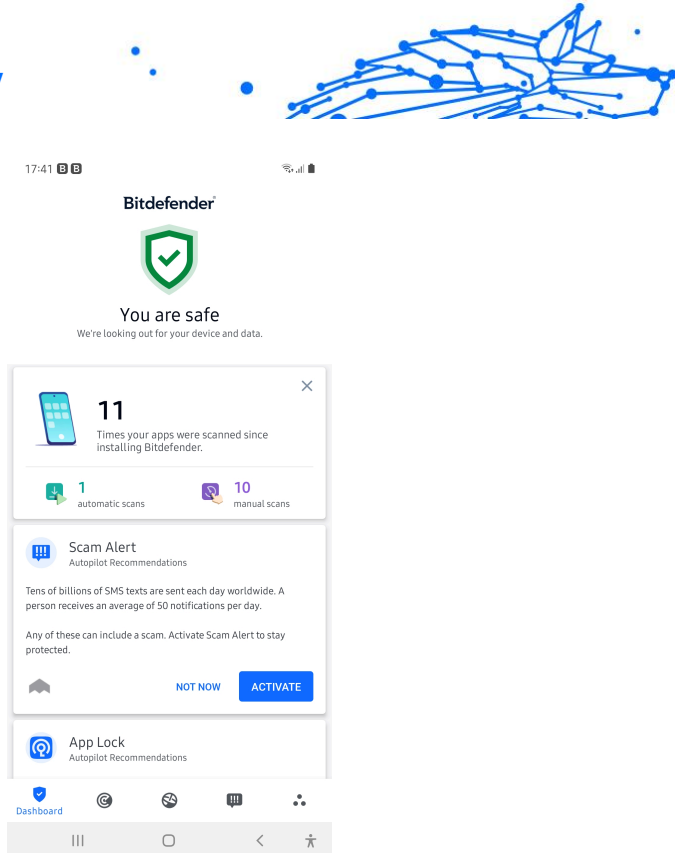 17:41 B B
Bitdefender®
You are safe
We're looking out for your device and data.
11
Times your apps were scanned since
installing Bitdefender.
1
automatic scans
10
manual scans
Scam Alert
Autopilot Recommendations
Tens of billions of SMS texts are sent each day worldwide. A
person receives an average of 50 notifications per day.
Any of these can include a scam. Activate Scam Alert to stay
protected.
NOT NOW
ACTIVATE
App Lock
Autopilot Recommendations
Dashboard